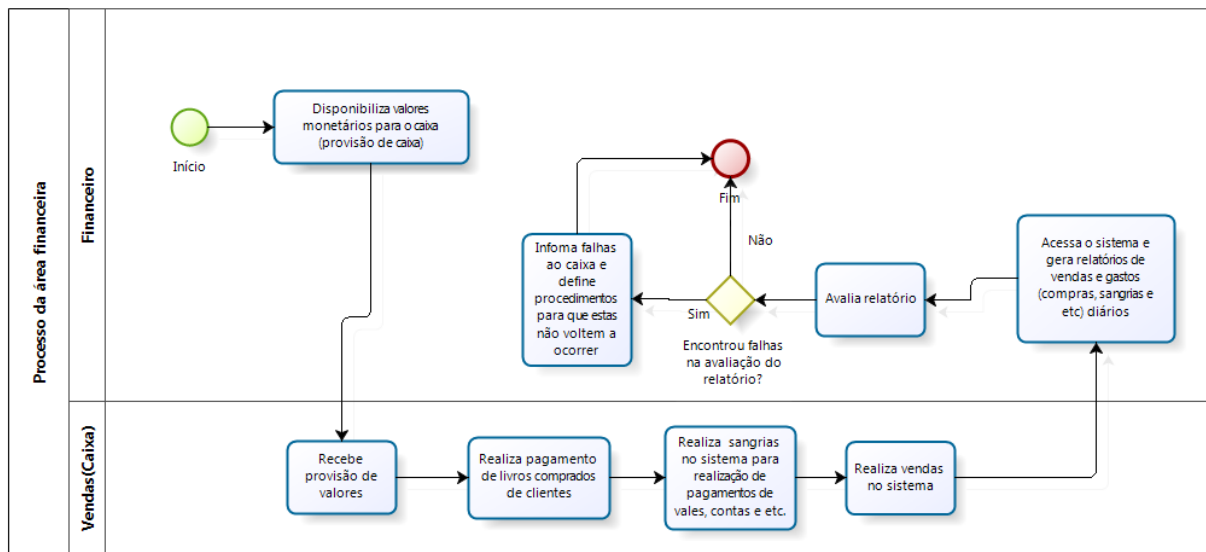 Processo da área financeira
Financeiro
Início
Disponibiliza valores
monetários para o caixa
(provisão de caixa)
Fim
Não
Infoma falhas
ao caixa e
define
procedimentos
para que estas
não voltem a
ocorrer
Sim
Encontrou falhas
na avaliação do
relatório?
Avalia relatório
Acessa o sistema e
gera relatórios de
vendas e gastos
(compras, sangrias e
etc) diários
Vendas(Caixa)
Recebe
provisão de
valores
Realiza pagamento
de livros comprados
de clientes
Realiza sangrias
no sistema para
realização de
pagamentos de
vales, contas e etc.
Realiza vendas
no sistema